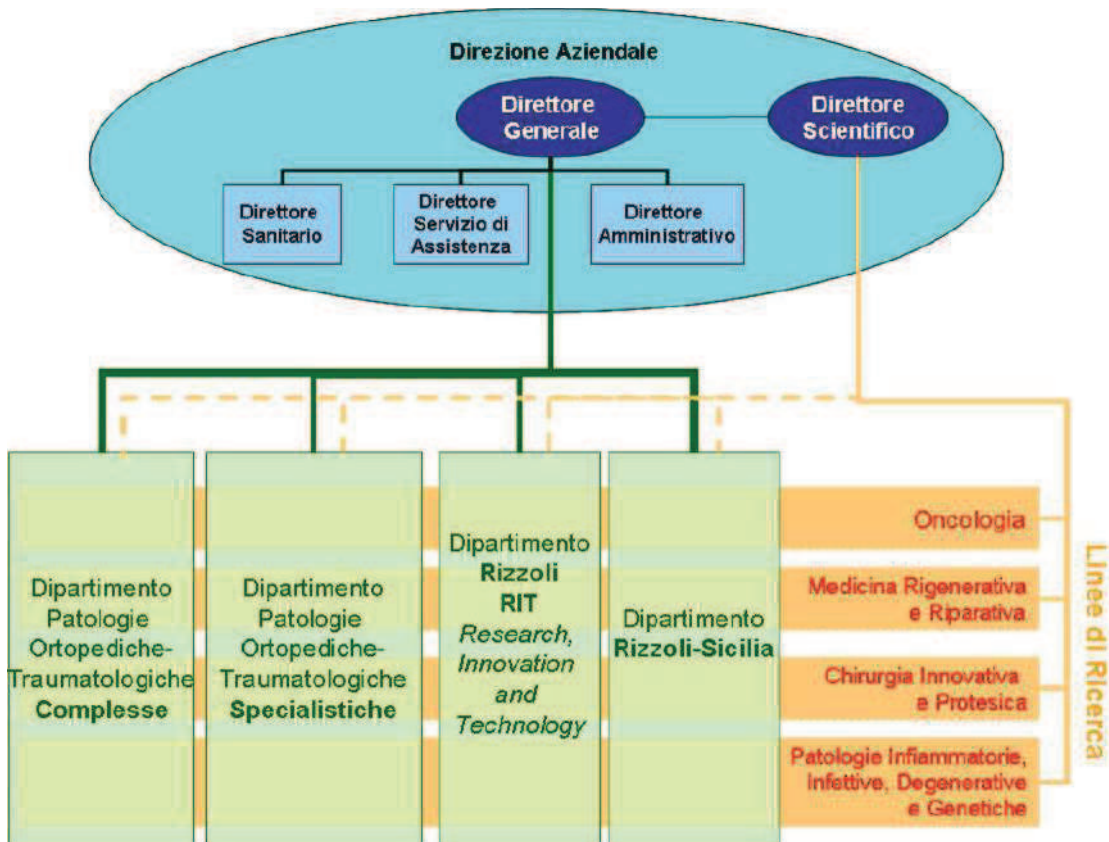 Direzione Aziendale
Direttore
Generale
Direttore
Scientifico
Direttore
Sanitario
Direttore
Servizio di
Assistenza
Direttore
Amministrativo
Dipartimento
Patologie
Ortopediche-
Traumatologiche
Complesse
Dipartimento
Patologie
Ortopediche-
Traumatologiche
Specialistiche
Dipartimento
Rizzoli
RIT
Research,
Innovation
and
Technology
Dipartimento
Rizzoli-Sicilia
Oncologia
Medicina Rigenerativa
e Riparativa
Chirurgia Innovativa
e Protesica
Patologie Infiammatorie,
Infettive, Degenerative
e Genetiche
Linee di Ricerca